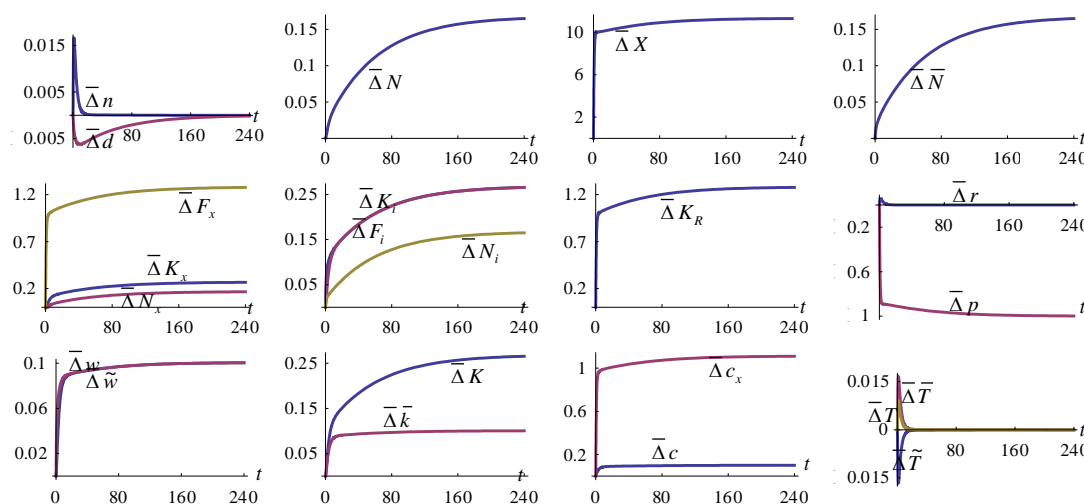 0.015
0.005
0.005
Δ̅ n
Δ̅ d
80 160 240
t
0.15
0.1
0.05
Δ̅ N
0 80 160 240
t
10
6
4
2
Δ̅ X
0 80 160 240
t
0.15
0.1
0.05
Δ̅ N̅
0 80 160 240
t
1.2
0.7
0.2
Δ̅ F_x
Δ̅ K_x
Δ̅ N_x
0 80 160 240
t
0.25
0.15
0.05
Δ̅ K_i
Δ̅ F_i
Δ̅ N_i
0 80 160 240
t
1.2
0.7
0.2
Δ̅ K_R
0 80 160 240
t
Δ̅ r
80 160 240
t
0.2
0.6
1
Δ̅ p
0.1
0.06
0.02
Δ̅ w
Δ̅ w̃
0 80 160 240
t
0.25
0.15
0.05
Δ̅ K
Δ̅ k̅
0 80 160 240
t
1
0.6
0.2
Δ̅ c_x
Δ̅ c
0 80 160 240
t
0.015
0
0.015
Δ̅ T̅
Δ̅ T
Δ̅ T̃
80 160 240
t